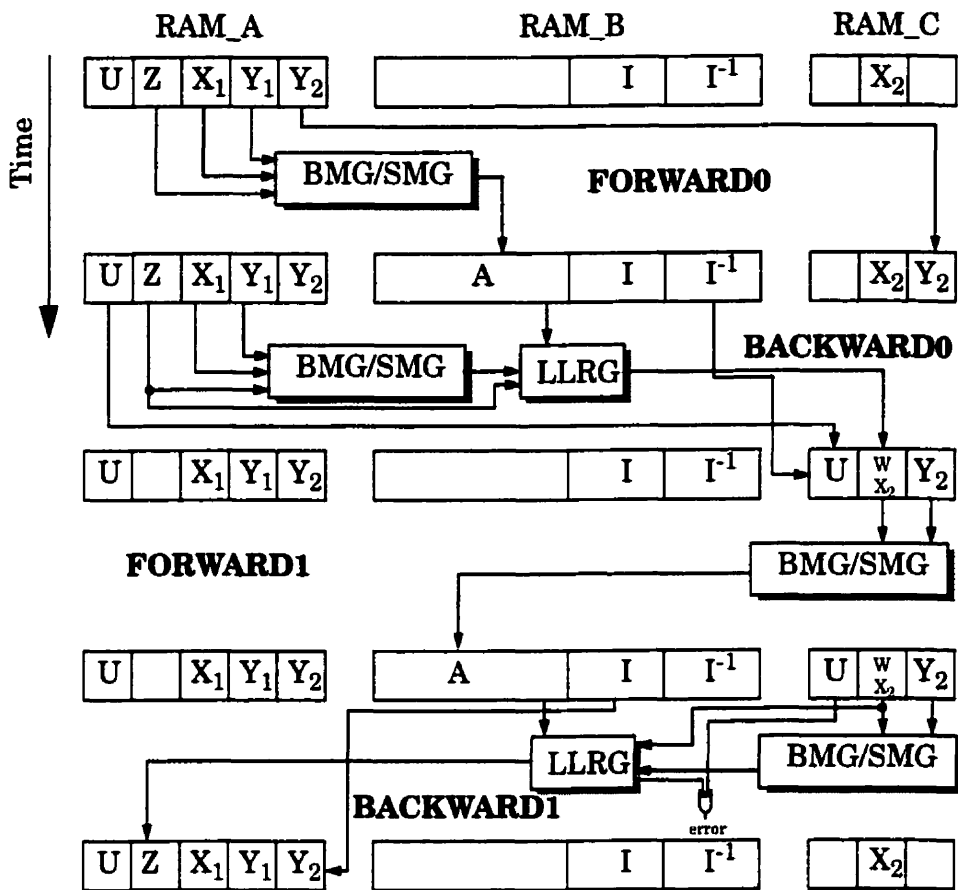 RAM_A RAM_B RAM_C
Time
U Z X₁ Y₁ Y₂ I I⁻¹ X₂
BMG/SMG
FORWARD0
U Z X₁ Y₁ Y₂ A I I⁻¹ X₂ Y₂
BACKWARD0
BMG/SMG LLRG
U X₁ Y₁ Y₂ I I⁻¹ U W X₂ Y₂
FORWARD1
BMG/SMG
U X₁ Y₁ Y₂ A I I⁻¹ U W X₂ Y₂
LLRG BMG/SMG
BACKWARD1
error
U Z X₁ Y₁ Y₂ I I⁻¹ X₂